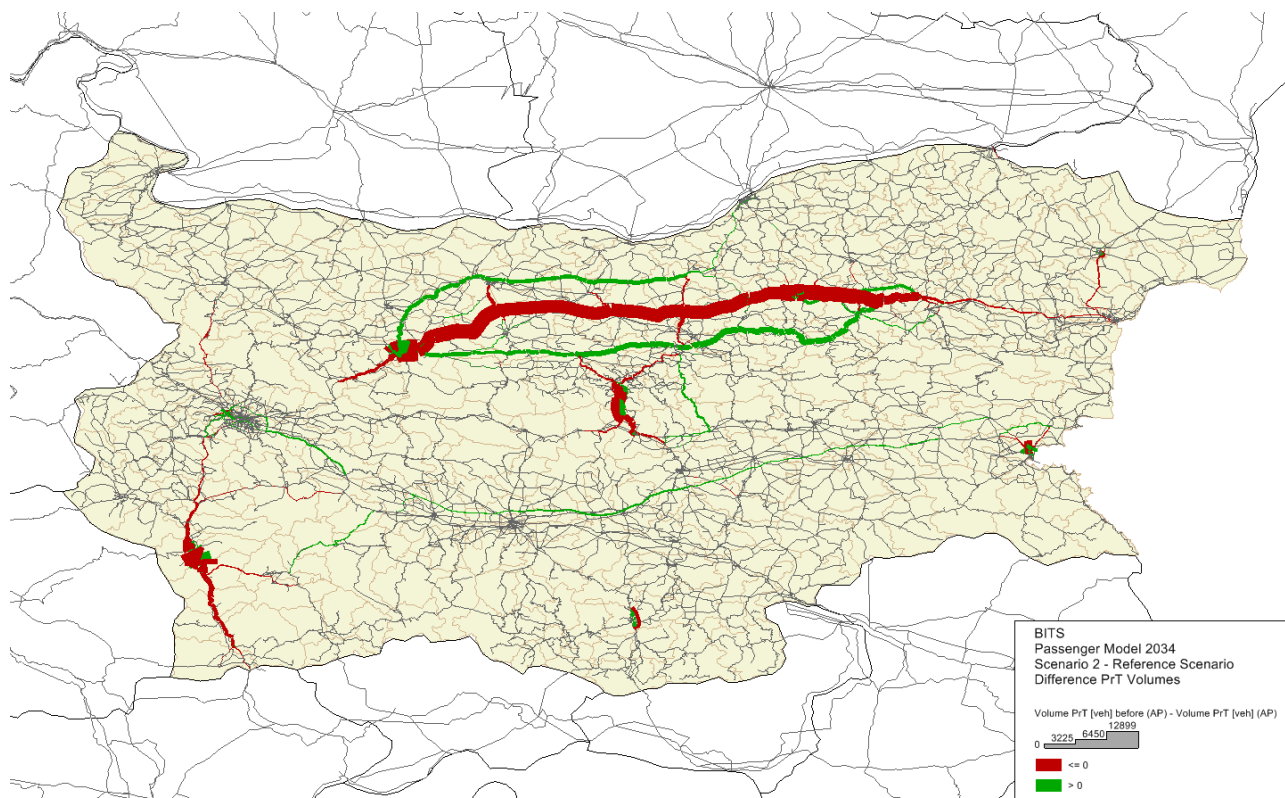 BITS
Passenger Model 2034
Scenario 2 - Reference Scenario
Difference PrT Volumes
Volume PrT [veh] before (AP) - Volume PrT [veh] (AP)
0 3225 6450 12899
<= 0
> 0